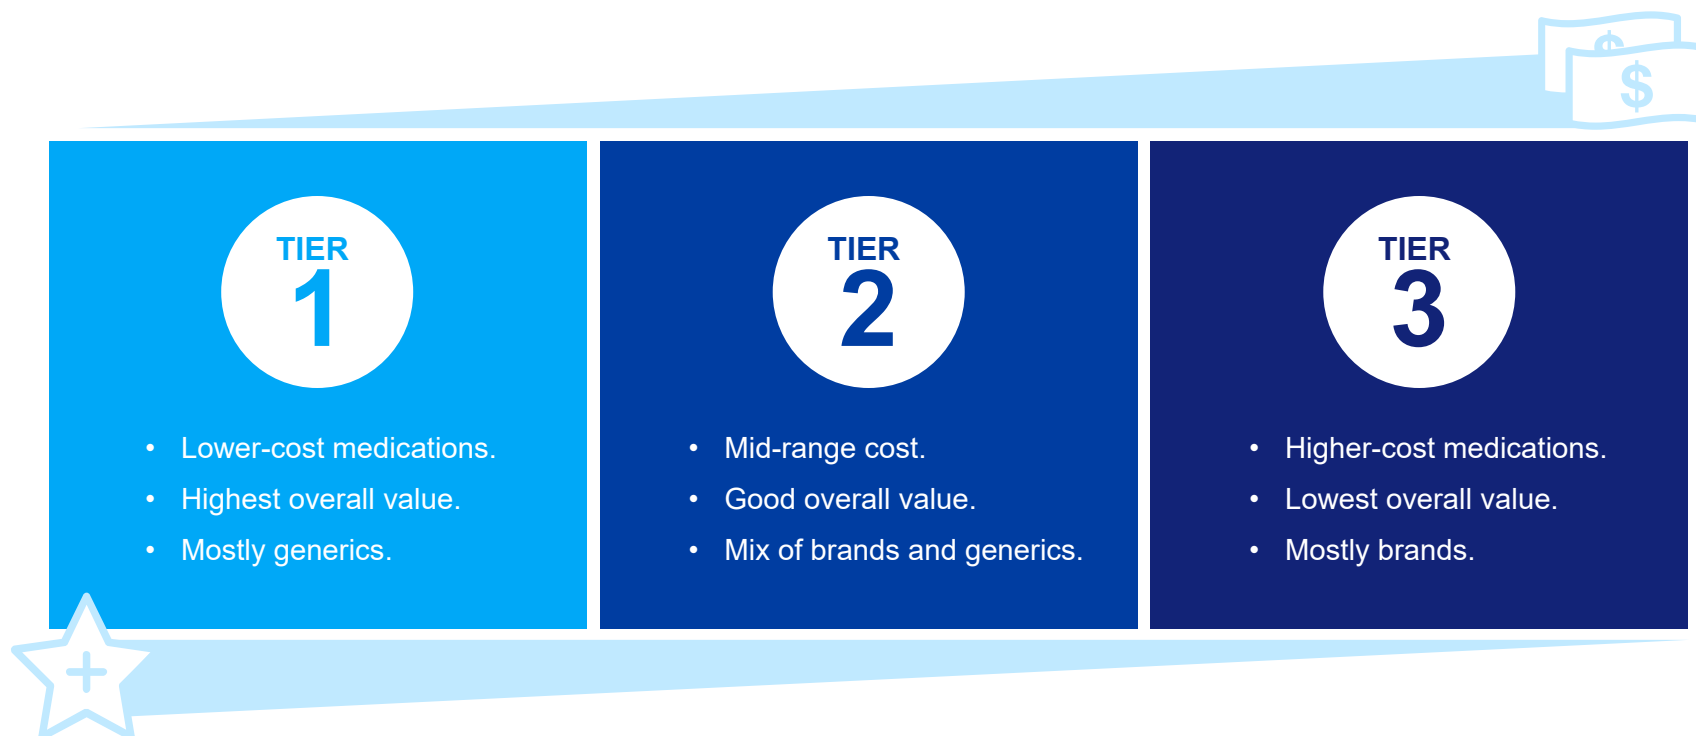 $
$
TIER
1
• Lower-cost medications.
• Highest overall value.
• Mostly generics.
TIER
2
• Mid-range cost.
• Good overall value.
• Mix of brands and generics.
TIER
3
• Higher-cost medications.
• Lowest overall value.
• Mostly brands.
+